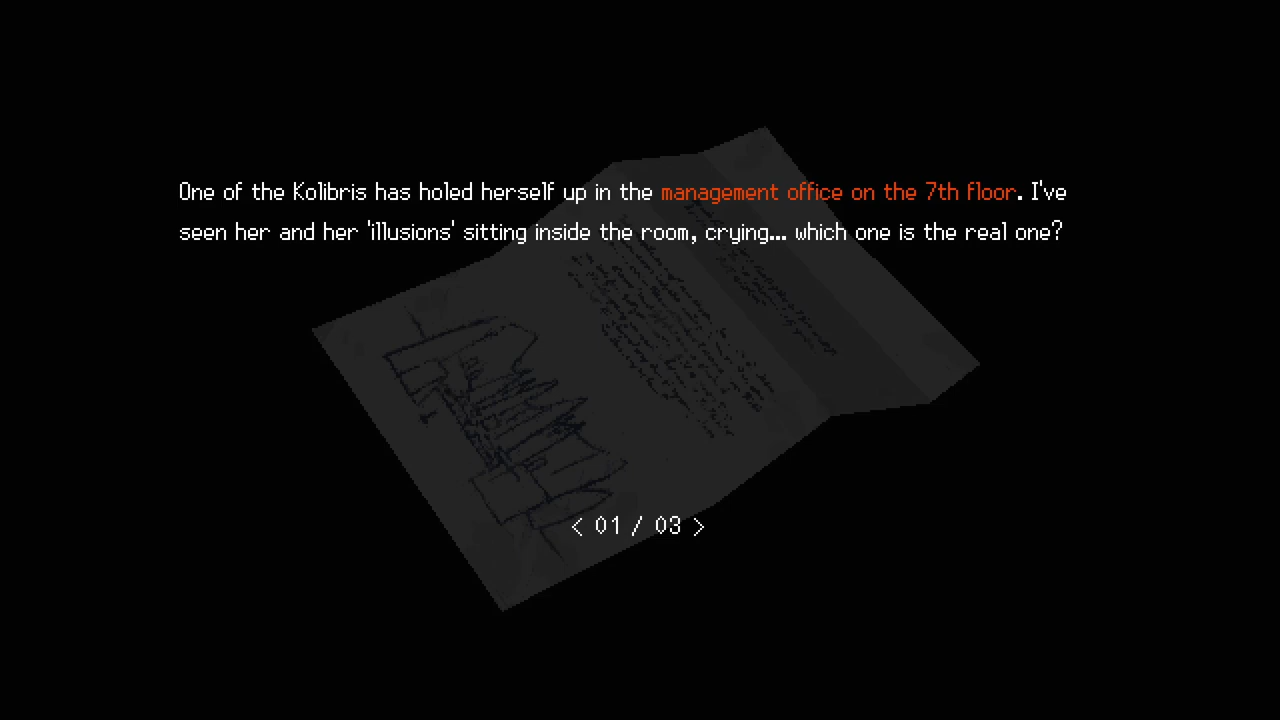 One of the Kolibris has holed herself up in the management office on the 7th floor. I've
seen her and her 'illusions' sitting inside the room, crying... which one is the real one?
< 01 / 03 >